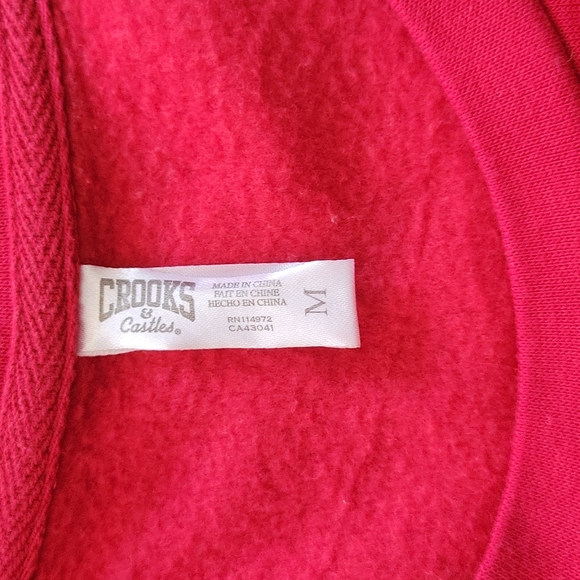 CROOKS
&
Castles®
MADE IN CHINA
FAIT EN CHINE
HECHO EN CHINA
RN114972
CA43041
M